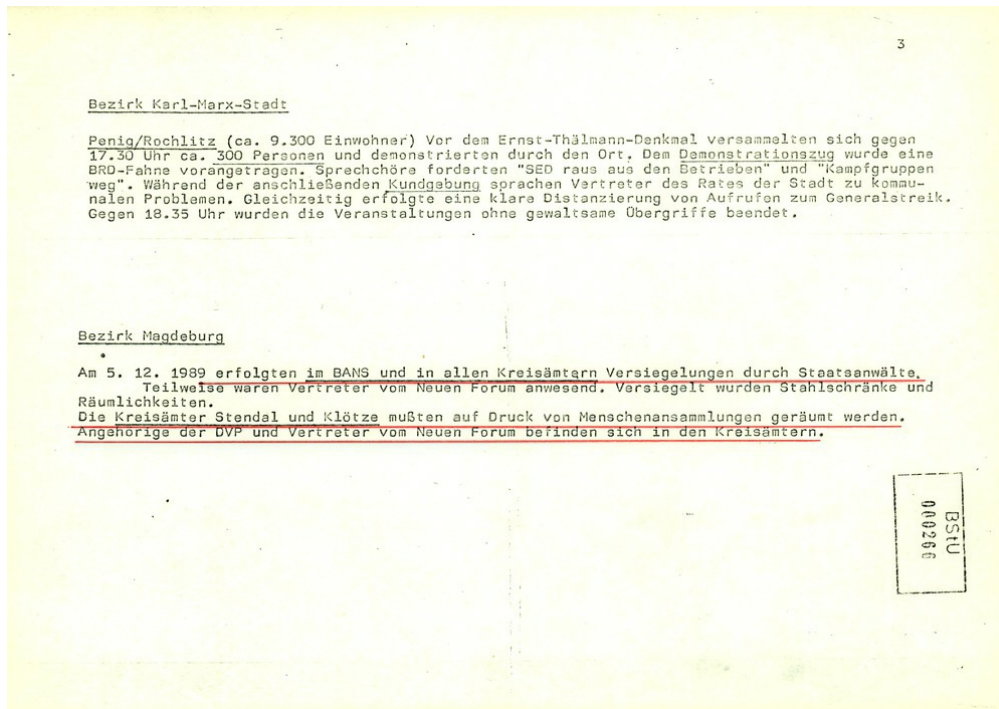 3
Bezirk Karl-Marx-Stadt
Penig/Rochlitz (ca. 9.300 Einwohner) Vor dem Ernst-Thälmann-Denkmal versammelten sich gegen
17.30 Uhr ca. 300 Personen und demonstrierten durch den Ort. Dem Demonstrationszug wurde eine
BRD-Fahne vorangetragen. Sprechchöre forderten "SED raus aus den Betrieben" und "Kampfgruppen
weg". Während der anschließenden Kundgebung sprachen Vertreter des Rates der Stadt zu kommu-
nalen Problemen. Gleichzeitig erfolgte eine klare Distanzierung von Aufrufen zum Generalstreik.
Gegen 18.35 Uhr wurden die Veranstaltungen ohne gewaltsame Übergriffe beendet.
Bezirk Magdeburg
Am 5. 12. 1989 erfolgten im BANS und in allen Kreisämtern Versiegelungen durch Staatsanwälte.
Teilweise waren Vertreter vom Neuen Forum anwesend. Versiegelt wurden Stahlschränke und
Räumlichkeiten.
Die Kreisämter Stendal und Klötze mußten auf Druck von Menschenansammlungen geräumt werden.
Angehörige der DVP und Vertreter vom Neuen Forum befinden sich in den Kreisämtern.
BStU
000266